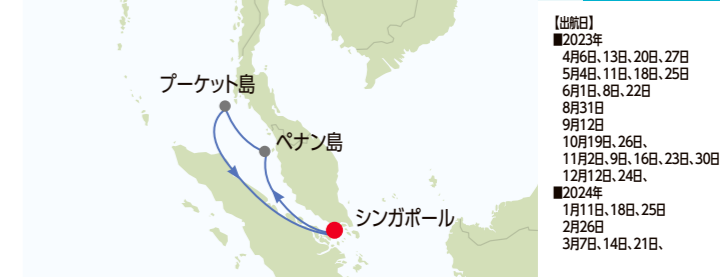 プーケット島
ペナン島
シンガポール
【出航日】
■2023年
4月6日、13日、20日、27日
5月4日、11日、18日、25日
6月1日、8日、22日
8月31日
9月12日
10月19日、26日、
11月2日、9日、16日、23日、30日
12月12日、24日、
■2024年
1月11日、18日、25日
2月26日
3月7日、14日、21日、